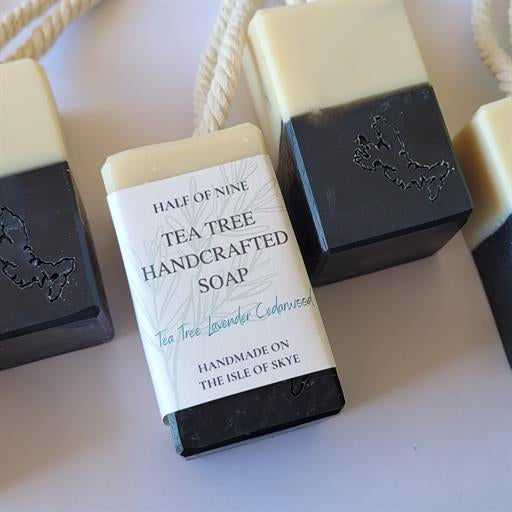 HALF OF NINE
TEA TREE
HANDCRAFTED
SOAP
Tea Tree Lavender Cedarwood
HANDMADE ON
THE ISLE OF SKYE